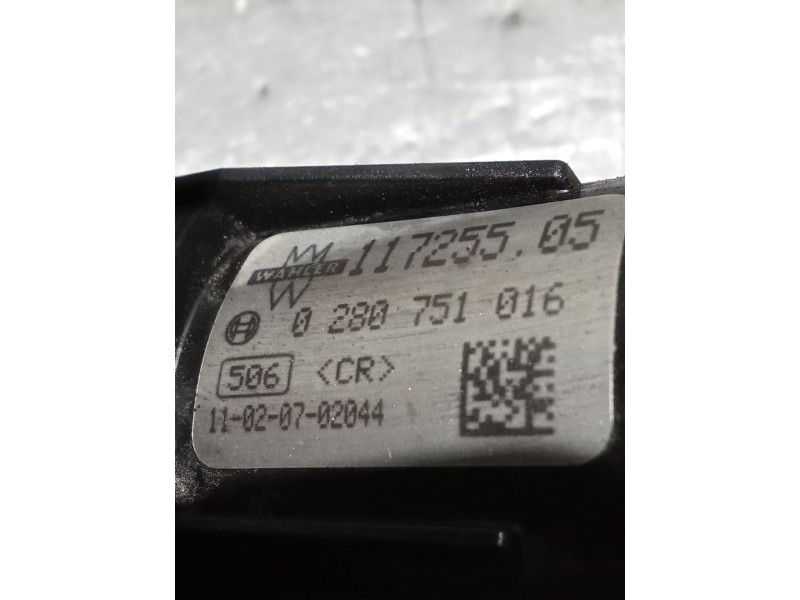 WAHLER 117255.05
0 280 751 016
506 <CR>
11-02-07-02044